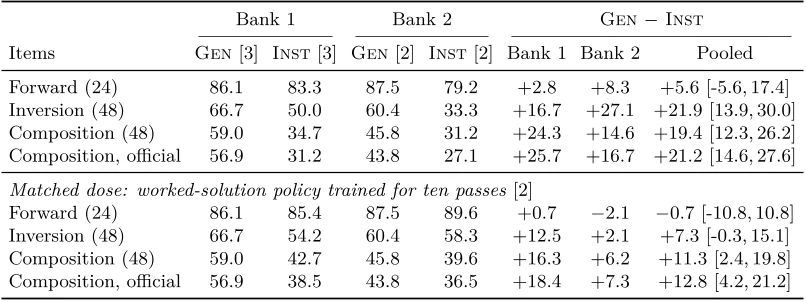 Bank 1 Bank 2 GEN − INST
Items GEN [3] INST [3] GEN [2] INST [2] Bank 1 Bank 2 Pooled
Forward (24) 86.1 83.3 87.5 79.2 +2.8 +8.3 +5.6 [-5.6, 17.4]
Inversion (48) 66.7 50.0 60.4 33.3 +16.7 +27.1 +21.9 [13.9, 30.0]
Composition (48) 59.0 34.7 45.8 31.2 +24.3 +14.6 +19.4 [12.3, 26.2]
Composition, official 56.9 31.2 43.8 27.1 +25.7 +16.7 +21.2 [14.6, 27.6]
Matched dose: worked-solution policy trained for ten passes [2]
Forward (24) 86.1 85.4 87.5 89.6 +0.7 −2.1 −0.7 [-10.8, 10.8]
Inversion (48) 66.7 54.2 60.4 58.3 +12.5 +2.1 +7.3 [-0.3, 15.1]
Composition (48) 59.0 42.7 45.8 39.6 +16.3 +6.2 +11.3 [2.4, 19.8]
Composition, official 56.9 38.5 43.8 36.5 +18.4 +7.3 +12.8 [4.2, 21.2]